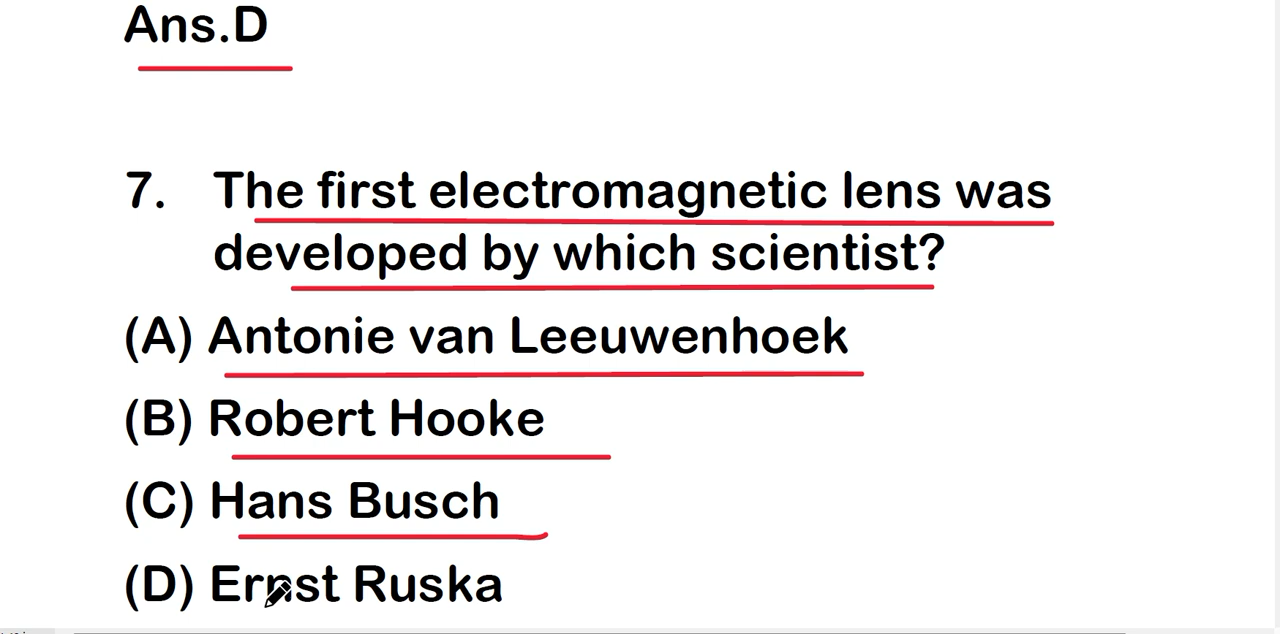 Ans.D
7. The first electromagnetic lens was
developed by which scientist?
(A) Antonie van Leeuwenhoek
(B) Robert Hooke
(C) Hans Busch
(D) Ernst Ruska